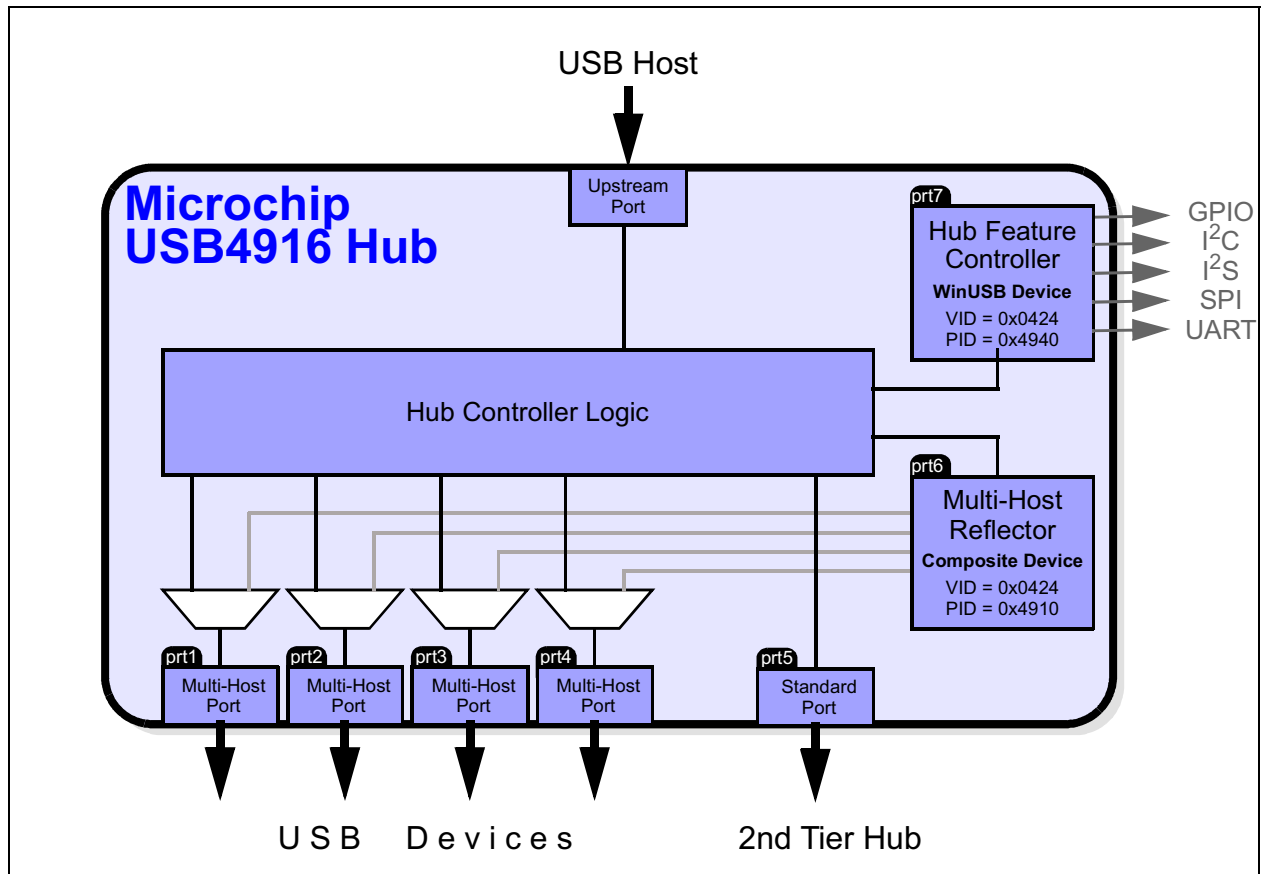 USB Host
Microchip
USB4916 Hub
Upstream
Port
prt7
Hub Feature
Controller
WinUSB Device
VID = 0x0424
PID = 0x4940
GPIO
I²C
I²S
SPI
UART
Hub Controller Logic
prt6
Multi-Host
Reflector
Composite Device
VID = 0x0424
PID = 0x4910
prt1
Multi-Host
Port
prt2
Multi-Host
Port
prt3
Multi-Host
Port
prt4
Multi-Host
Port
prt5
Standard
Port
USB Devices
2nd Tier Hub